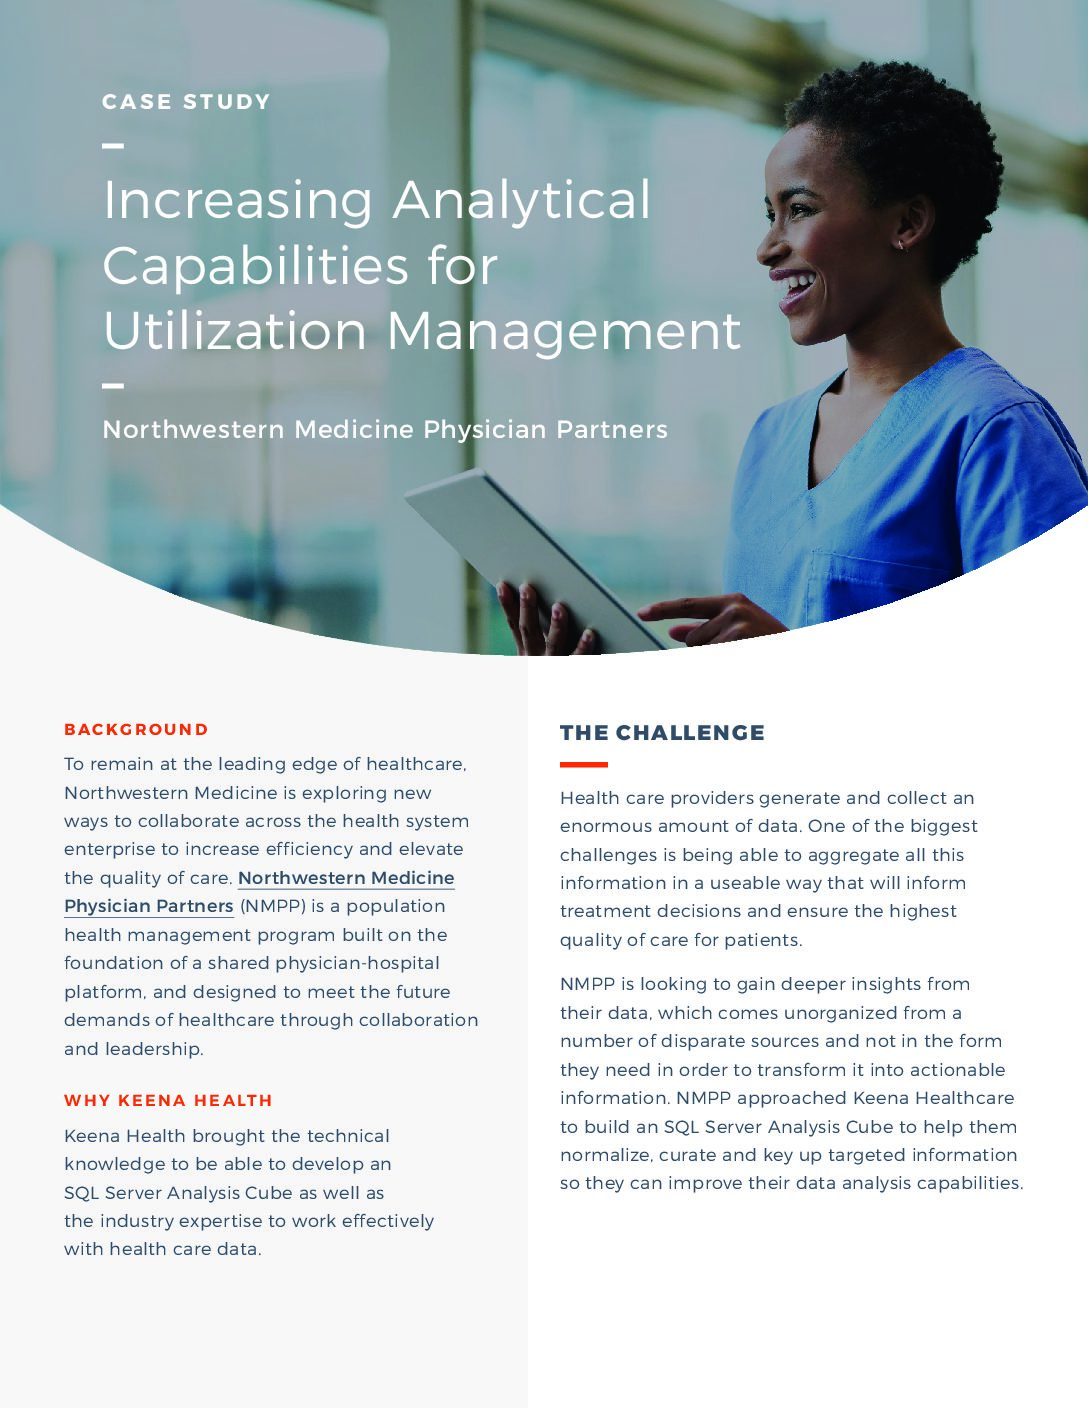 CASE STUDY
Increasing Analytical
Capabilities for
Utilization Management
Northwestern Medicine Physician Partners
BACKGROUND
To remain at the leading edge of healthcare,
Northwestern Medicine is exploring new
ways to collaborate across the health system
enterprise to increase efficiency and elevate
the quality of care. Northwestern Medicine
Physician Partners (NMPP) is a population
health management program built on the
foundation of a shared physician-hospital
platform, and designed to meet the future
demands of healthcare through collaboration
and leadership.
WHY KEENA HEALTH
Keena Health brought the technical
knowledge to be able to develop an
SQL Server Analysis Cube as well as
the industry expertise to work effectively
with health care data.
THE CHALLENGE
Health care providers generate and collect an
enormous amount of data. One of the biggest
challenges is being able to aggregate all this
information in a useable way that will inform
treatment decisions and ensure the highest
quality of care for patients.
NMPP is looking to gain deeper insights from
their data, which comes unorganized from a
number of disparate sources and not in the form
they need in order to transform it into actionable
information. NMPP approached Keena Healthcare
to build an SQL Server Analysis Cube to help them
normalize, curate and key up targeted information
so they can improve their data analysis capabilities.